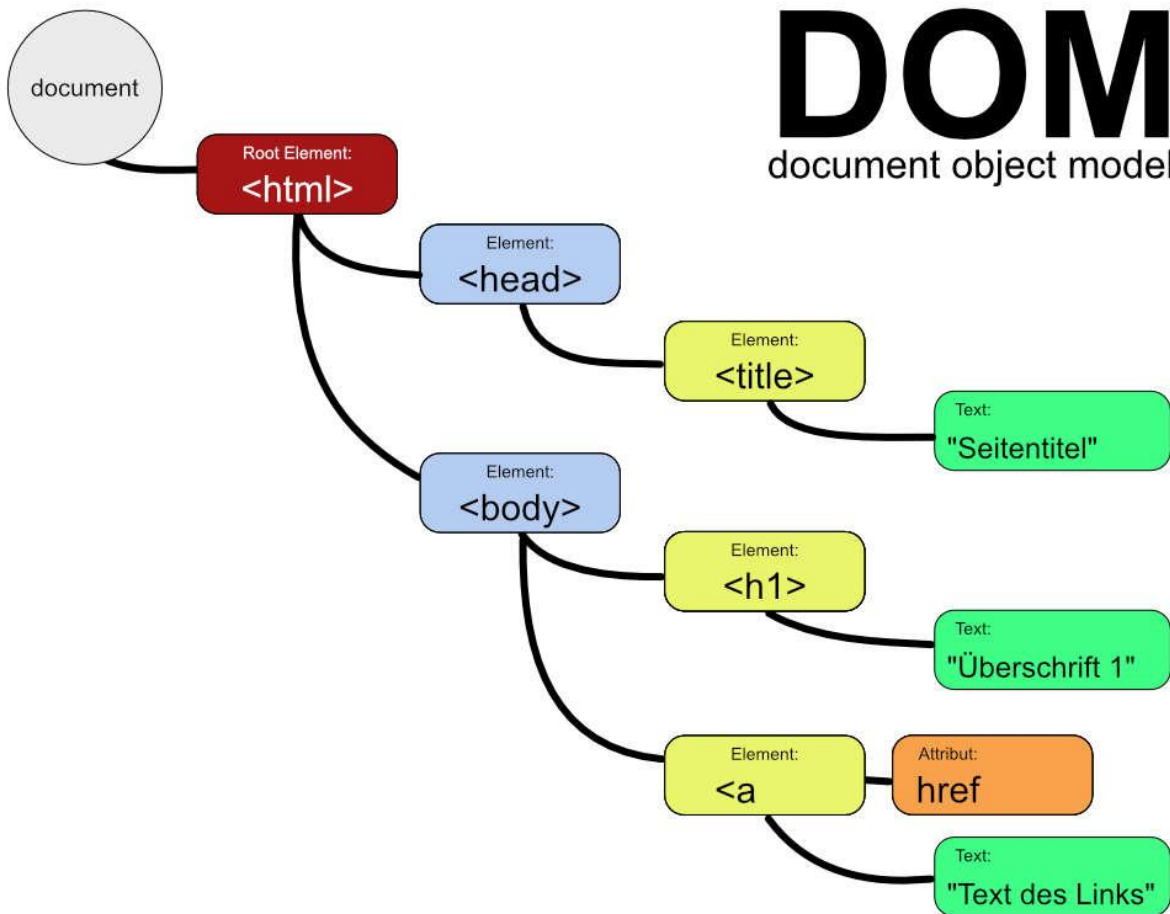 DOM
document object model
document
Root Element:
<html>
Element:
<head>
Element:
<title>
Text:
"Seitentitel"
Element:
<body>
Element:
<h1>
Text:
"Überschrift 1"
Element:
<a
Attribut:
href
Text:
"Text des Links"